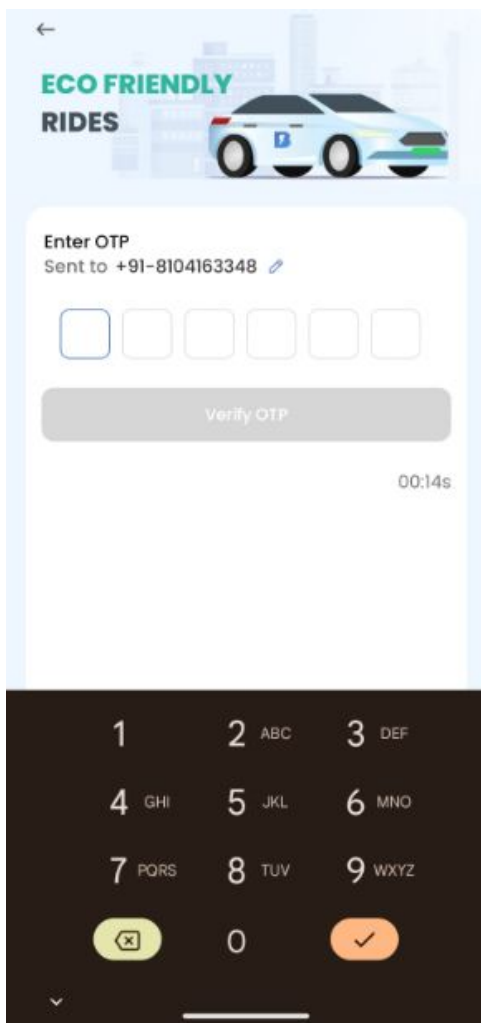 ECO FRIENDLY
RIDES
B
Enter OTP
Sent to +91-8104163348
Verify OTP
00:14s
1 2 ABC 3 DEF
4 GHI 5 JKL 6 MNO
7 PQRS 8 TUV 9 WXYZ
0